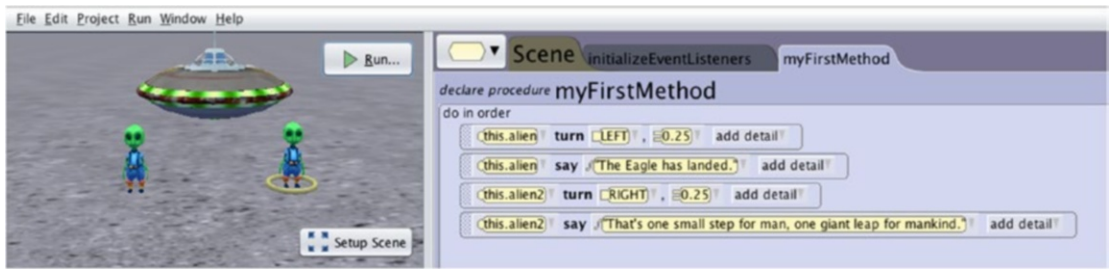 File Edit Project Run Window Help
Run...
Setup Scene
Scene initializeEventListeners myFirstMethod
declare procedure myFirstMethod
do in order
this.alien turn LEFT , 0.25 add detail
this.alien say "The Eagle has landed." add detail
this.alien2 turn RIGHT , 0.25 add detail
this.alien2 say "That's one small step for man, one giant leap for mankind." add detail